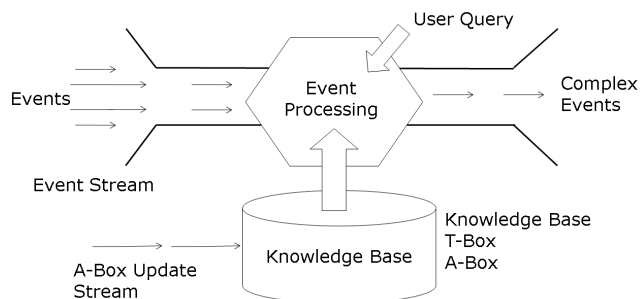 User Query
Events
Event
Processing
Complex
Events
Event Stream
Knowledge Base
Knowledge Base
T-Box
A-Box
A-Box Update
Stream